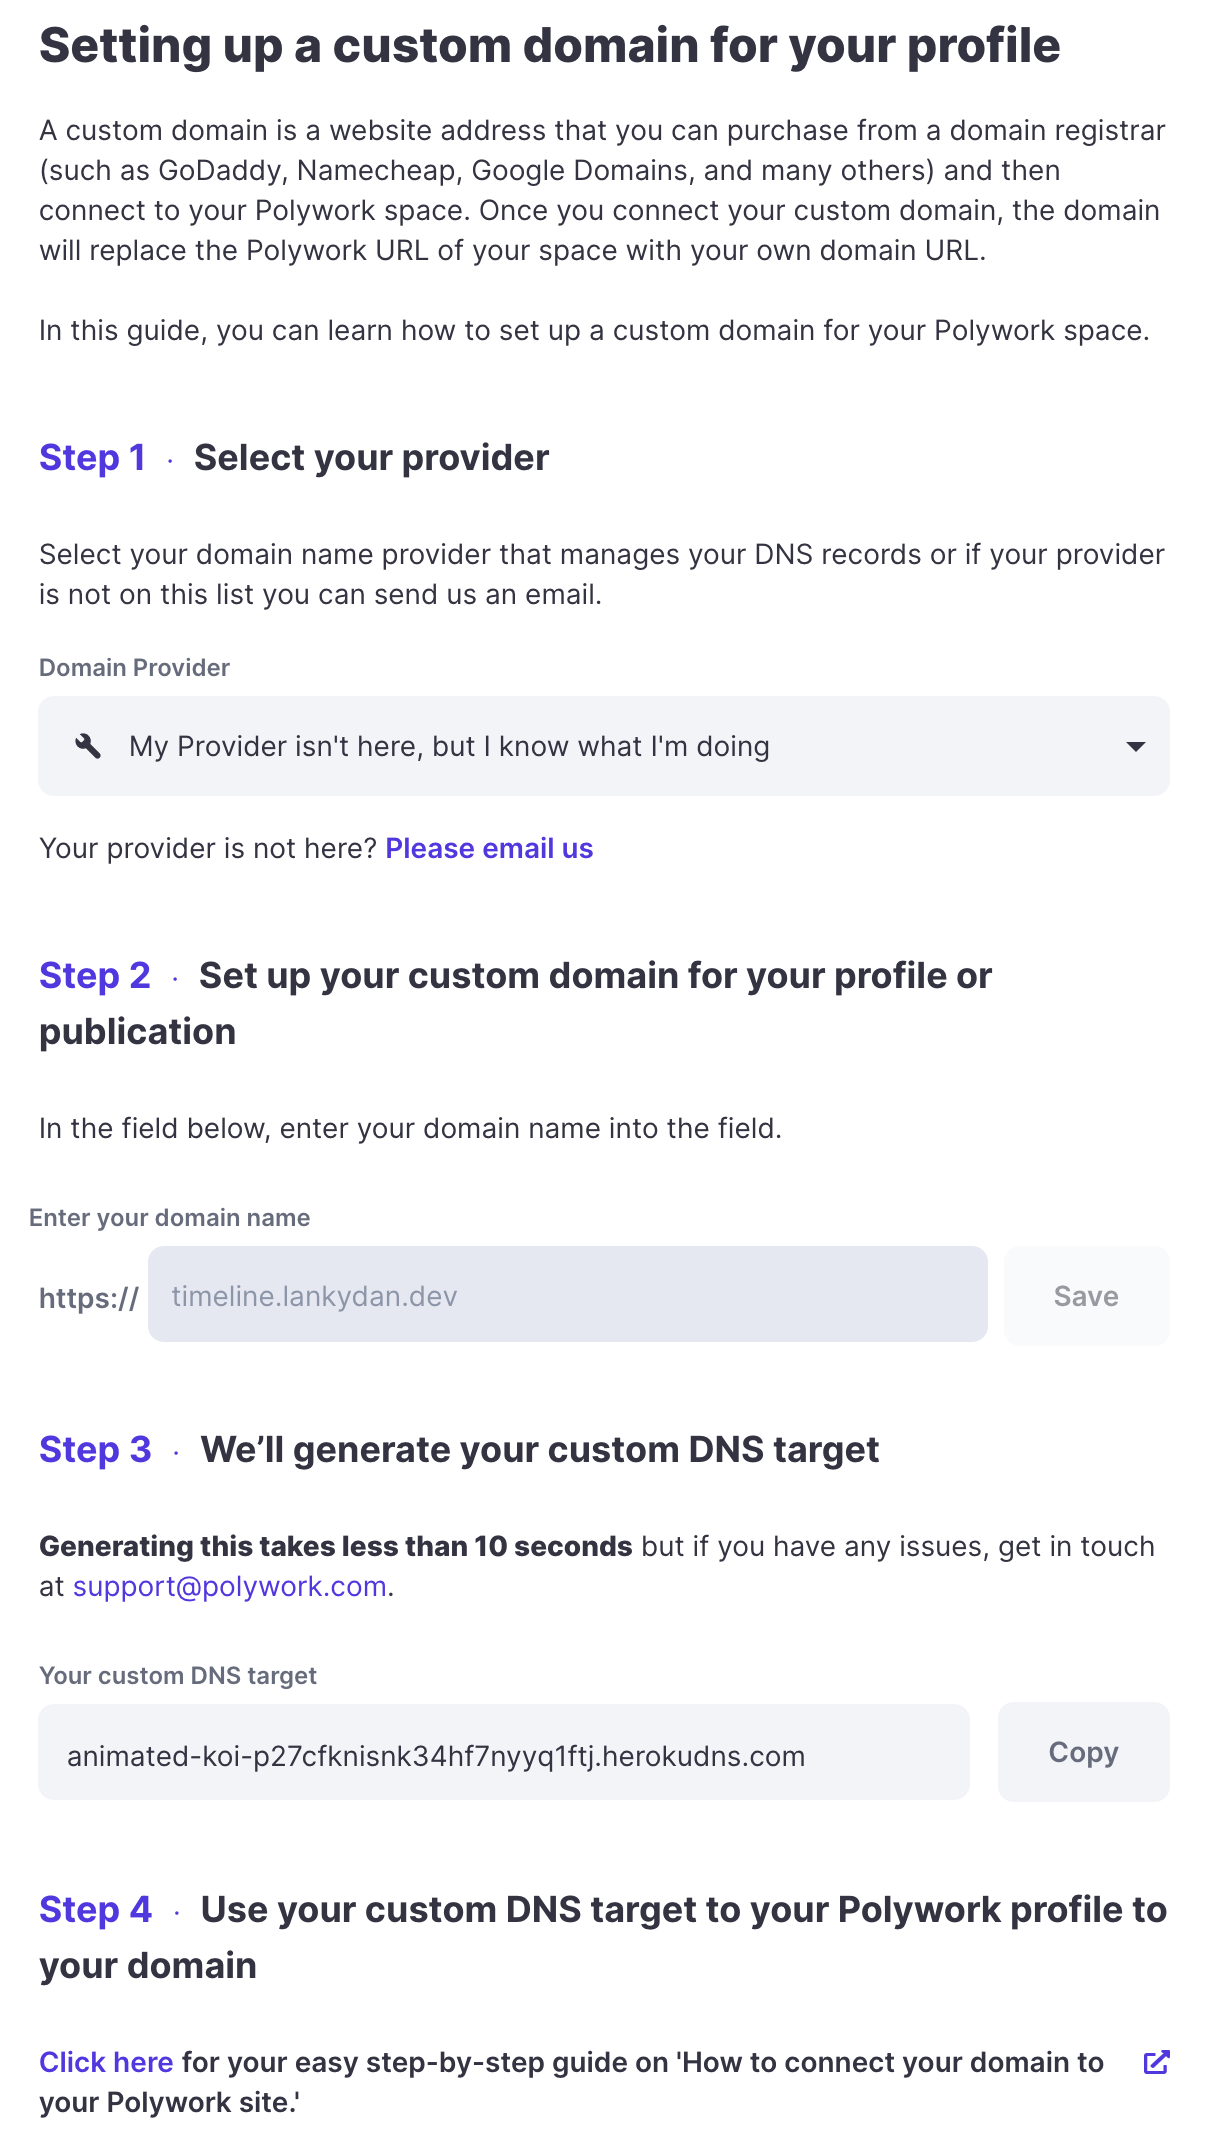 Setting up a custom domain for your profile
A custom domain is a website address that you can purchase from a domain registrar
(such as GoDaddy, Namecheap, Google Domains, and many others) and then
connect to your Polywork space. Once you connect your custom domain, the domain
will replace the Polywork URL of your space with your own domain URL.
In this guide, you can learn how to set up a custom domain for your Polywork space.
Step 1 · Select your provider
Select your domain name provider that manages your DNS records or if your provider
is not on this list you can send us an email.
Domain Provider
My Provider isn't here, but I know what I'm doing
Your provider is not here? Please email us
Step 2 · Set up your custom domain for your profile or
publication
In the field below, enter your domain name into the field.
Enter your domain name
https:// timeline.lankydan.dev Save
Step 3 · We’ll generate your custom DNS target
Generating this takes less than 10 seconds but if you have any issues, get in touch
at support@polywork.com.
Your custom DNS target
animated-koi-p27cfknisnk34hf7nyyq1ftj.herokudns.com Copy
Step 4 · Use your custom DNS target to your Polywork profile to
your domain
Click here for your easy step-by-step guide on 'How to connect your domain to
your Polywork site.'